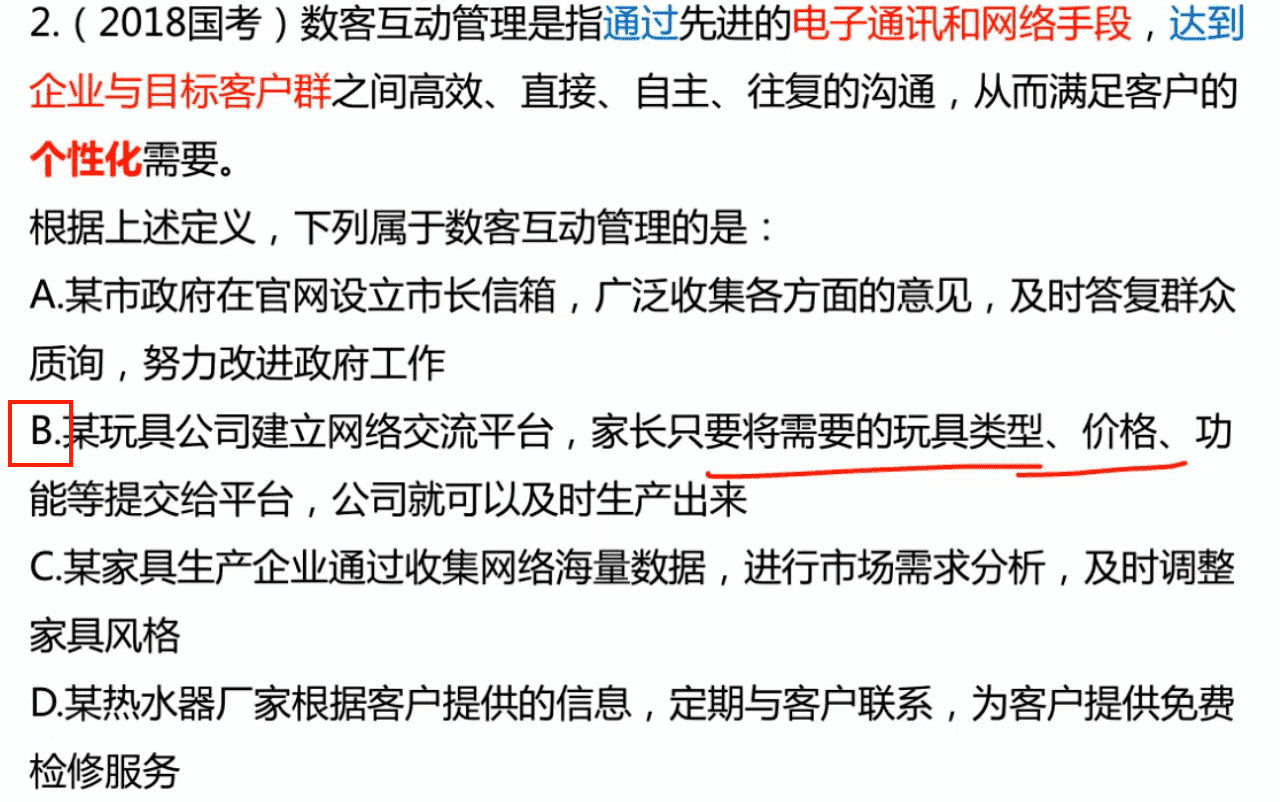 2.（2018国考）数客互动管理是指通过先进的电子通讯和网络手段，达到
企业与目标客户群之间高效、直接、自主、往复的沟通，从而满足客户的
个性化需要。
根据上述定义，下列属于数客互动管理的是：
A.某市政府在官网设立市长信箱，广泛收集各方面的意见，及时答复群众
质询，努力改进政府工作
B.某玩具公司建立网络交流平台，家长只要将需要的玩具类型、价格、功
能等提交给平台，公司就可以及时生产出来
C.某家具生产企业通过收集网络海量数据，进行市场需求分析，及时调整
家具风格
D.某热水器厂家根据客户提供的信息，定期与客户联系，为客户提供免费
检修服务